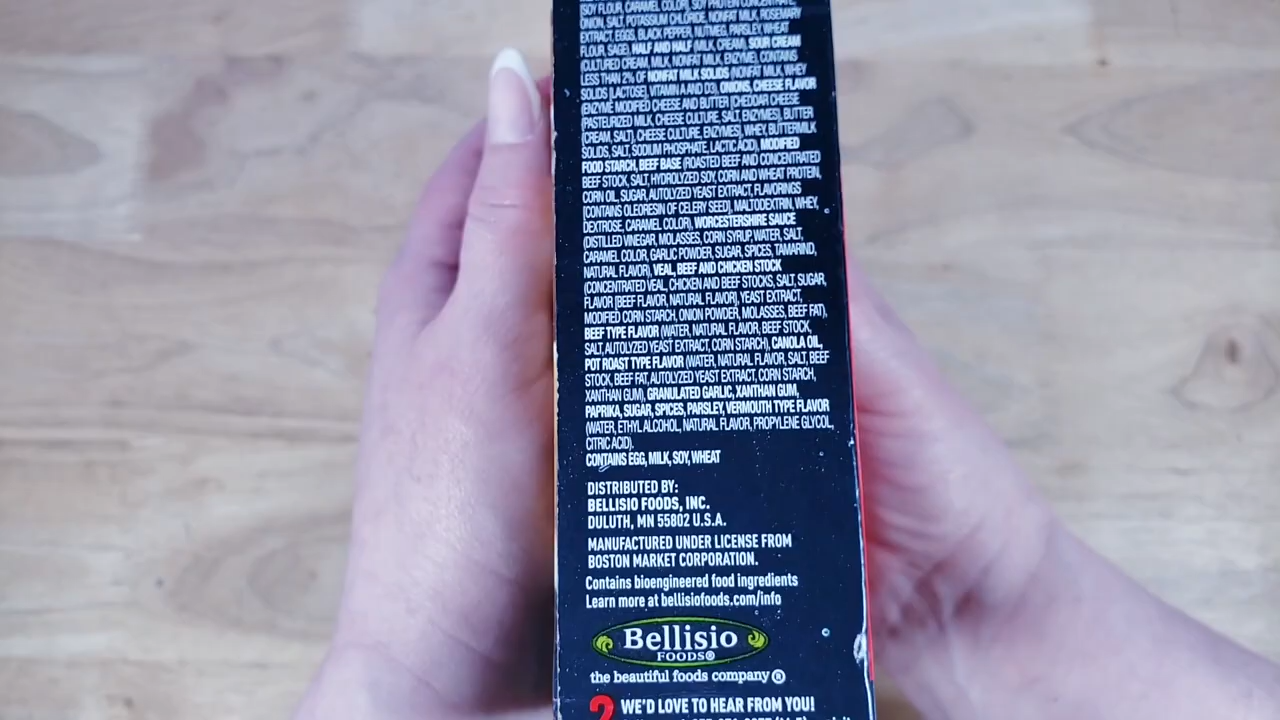 [SOY FLOUR, CARAMEL COLOR], SOY PROTEIN CONCENTRATE,
ONION, SALT, POTASSIUM CHLORIDE, NONFAT MILK, ROSEMARY
EXTRACT, EGGS, BLACK PEPPER, NUTMEG, PARSLEY, WHEAT
FLOUR, SAGE), HALF AND HALF (MILK, CREAM), SOUR CREAM
(CULTURED CREAM, MILK, NONFAT MILK, ENZYME), CONTAINS
LESS THAN 2% OF NONFAT MILK SOLIDS (NONFAT MILK, WHEY
SOLIDS [LACTOSE], VITAMIN A AND D3), ONIONS, CHEESE FLAVOR
(ENZYME MODIFIED CHEESE AND BUTTER [CHEDDAR CHEESE
(PASTEURIZED MILK, CHEESE CULTURE, SALT, ENZYMES), BUTTER
(CREAM, SALT), CHEESE CULTURE, ENZYMES], WHEY, BUTTERMILK
SOLIDS, SALT, SODIUM PHOSPHATE, LACTIC ACID), MODIFIED
FOOD STARCH, BEEF BASE (ROASTED BEEF AND CONCENTRATED
BEEF STOCK, SALT, HYDROLYZED SOY, CORN AND WHEAT PROTEIN,
CORN OIL, SUGAR, AUTOLYZED YEAST EXTRACT, FLAVORINGS
[CONTAINS OLEORESIN OF CELERY SEED], MALTODEXTRIN, WHEY,
DEXTROSE, CARAMEL COLOR), WORCESTERSHIRE SAUCE
(DISTILLED VINEGAR, MOLASSES, CORN SYRUP, WATER, SALT,
CARAMEL COLOR, GARLIC POWDER, SUGAR, SPICES, TAMARIND,
NATURAL FLAVOR), VEAL, BEEF AND CHICKEN STOCK
(CONCENTRATED VEAL, CHICKEN AND BEEF STOCKS, SALT, SUGAR,
FLAVOR [BEEF FLAVOR, NATURAL FLAVOR], YEAST EXTRACT,
MODIFIED CORN STARCH, ONION POWDER, MOLASSES, BEEF FAT),
BEEF TYPE FLAVOR (WATER, NATURAL FLAVOR, BEEF STOCK,
SALT, AUTOLYZED YEAST EXTRACT, CORN STARCH), CANOLA OIL,
POT ROAST TYPE FLAVOR (WATER, NATURAL FLAVOR, SALT, BEEF
STOCK, BEEF FAT, AUTOLYZED YEAST EXTRACT, CORN STARCH,
XANTHAN GUM), GRANULATED GARLIC, XANTHAN GUM,
PAPRIKA, SUGAR, SPICES, PARSLEY, VERMOUTH TYPE FLAVOR
(WATER, ETHYL ALCOHOL, NATURAL FLAVOR, PROPYLENE GLYCOL,
CITRIC ACID).
CONTAINS EGG, MILK, SOY, WHEAT
DISTRIBUTED BY:
BELLISIO FOODS, INC.
DULUTH, MN 55802 U.S.A.
MANUFACTURED UNDER LICENSE FROM
BOSTON MARKET CORPORATION.
Contains bioengineered food ingredients
Learn more at bellisiofoods.com/info
Bellisio
FOODS®
the beautiful foods company®
? WE'D LOVE TO HEAR FROM YOU!